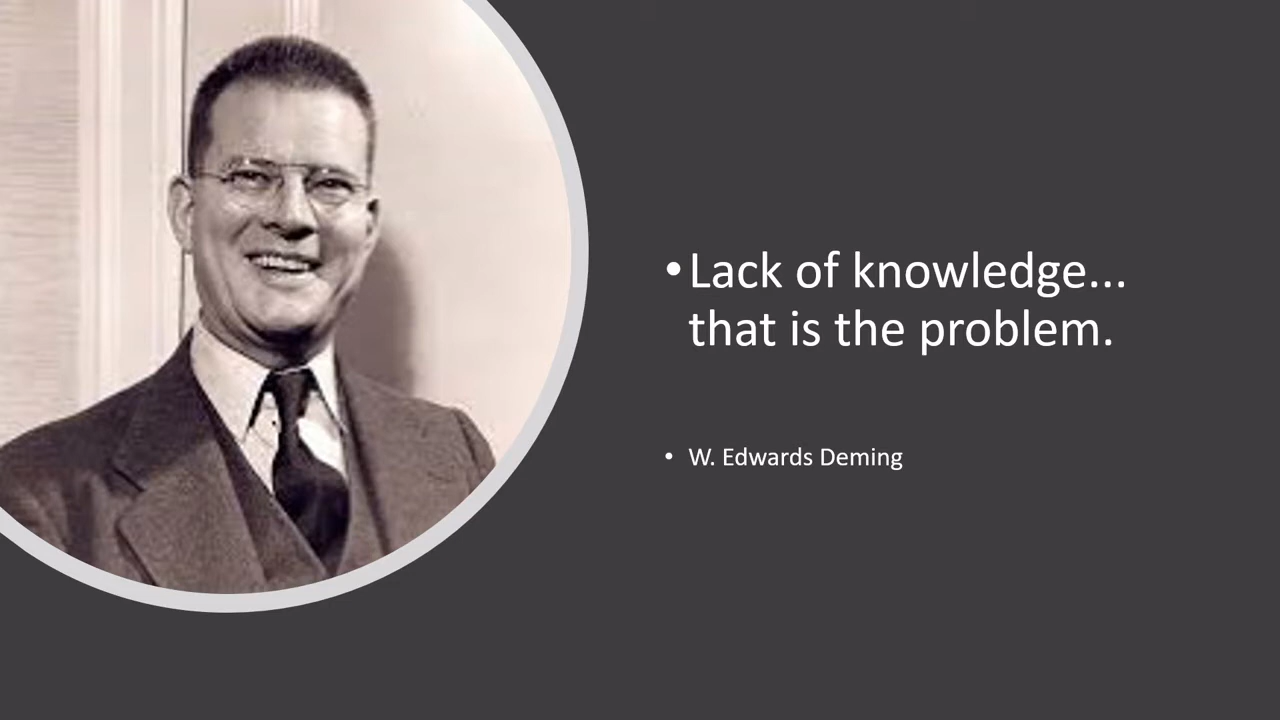 •Lack of knowledge...
that is the problem.
• W. Edwards Deming